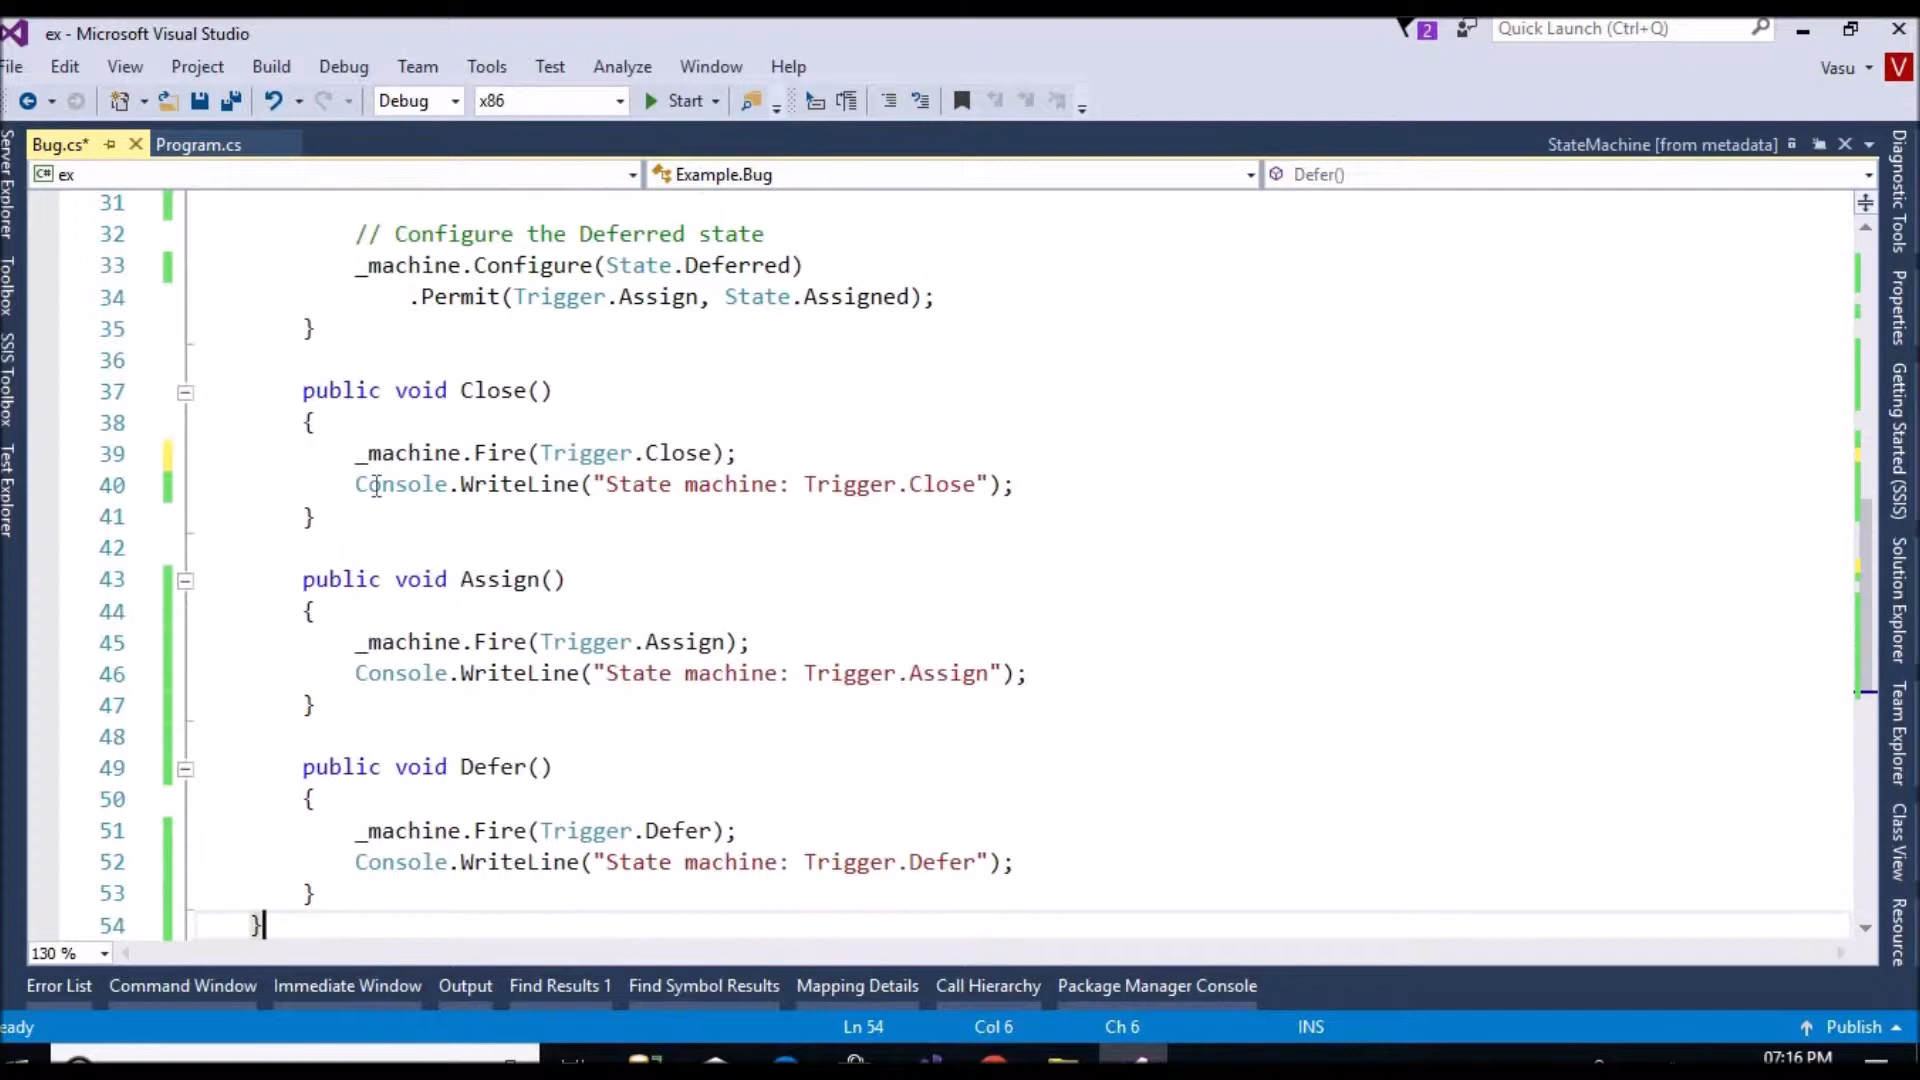 ex - Microsoft Visual Studio
2
Quick Launch (Ctrl+Q)
File Edit View Project Build Debug Team Tools Test Analyze Window Help
Vasu V
Debug x86 Start
Bug.cs* Program.cs StateMachine [from metadata]
C# ex Example.Bug Defer()
31
32 // Configure the Deferred state
33 _machine.Configure(State.Deferred)
34 .Permit(Trigger.Assign, State.Assigned);
35 }
36
37 public void Close()
38 {
39 _machine.Fire(Trigger.Close);
40 Console.WriteLine("State machine: Trigger.Close");
41 }
42
43 public void Assign()
44 {
45 _machine.Fire(Trigger.Assign);
46 Console.WriteLine("State machine: Trigger.Assign");
47 }
48
49 public void Defer()
50 {
51 _machine.Fire(Trigger.Defer);
52 Console.WriteLine("State machine: Trigger.Defer");
53 }
54 }
Server Explorer
Toolbox
SSIS Toolbox
Test Explorer
Diagnostic Tools
Properties
Getting Started (SSIS)
Solution Explorer
Team Explorer
Class View
Resource
130 %
Error List Command Window Immediate Window Output Find Results 1 Find Symbol Results Mapping Details Call Hierarchy Package Manager Console
eady Ln 54 Col 6 Ch 6 INS Publish
07:16 PM